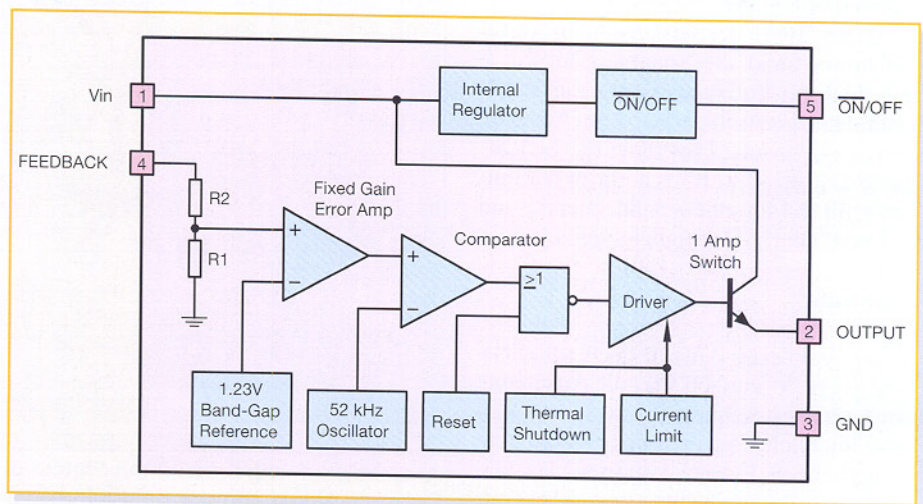 Vin
1
Internal
Regulator
ON/OFF
5
ON/OFF
FEEDBACK
4
R2
R1
Fixed Gain
Error Amp
+
−
Comparator
+
−
≥1
1 Amp
Switch
Driver
2
OUTPUT
1.23V
Band-Gap
Reference
52 kHz
Oscillator
Reset
Thermal
Shutdown
Current
Limit
3
GND